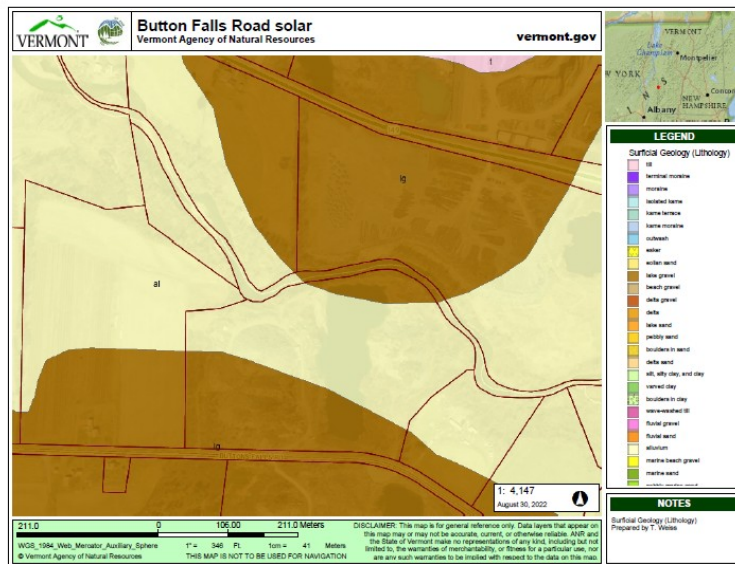 VERMONT
Button Falls Road solar
Vermont Agency of Natural Resources
vermont.gov
VERMONT
Lake
Champlain
Montpelier
W YORK
NEW
HAMPSHIRE
Concord
Albany
t
lg
al
lg
LEGEND
Surficial Geology (Lithology)
till
terminal moraine
moraine
isolated kame
kame terrace
kame moraine
outwash
esker
eolian sand
lake gravel
beach gravel
delta gravel
delta
lake sand
pebbly sand
boulders in sand
delta sand
silt, silty clay, and clay
varved clay
boulders in clay
wave-washed till
fluvial gravel
fluvial sand
alluvium
marine beach gravel
marine sand
1: 4,147
August 30, 2022
NOTES
Surficial Geology (Lithology)
Prepared by T. Weiss
211.0 0 106.00 211.0 Meters
WGS_1984_Web_Mercator_Auxiliary_Sphere 1" = 346 Ft. 1cm = 41 Meters
© Vermont Agency of Natural Resources THIS MAP IS NOT TO BE USED FOR NAVIGATION
DISCLAIMER: This map is for general reference only. Data layers that appear on
this map may or may not be accurate, current, or otherwise reliable. ANR and
the State of Vermont make no representations of any kind, including but not
limited to, the warranties of merchantability, or fitness for a particular use, nor
are any such warranties to be implied with respect to the data on this map.